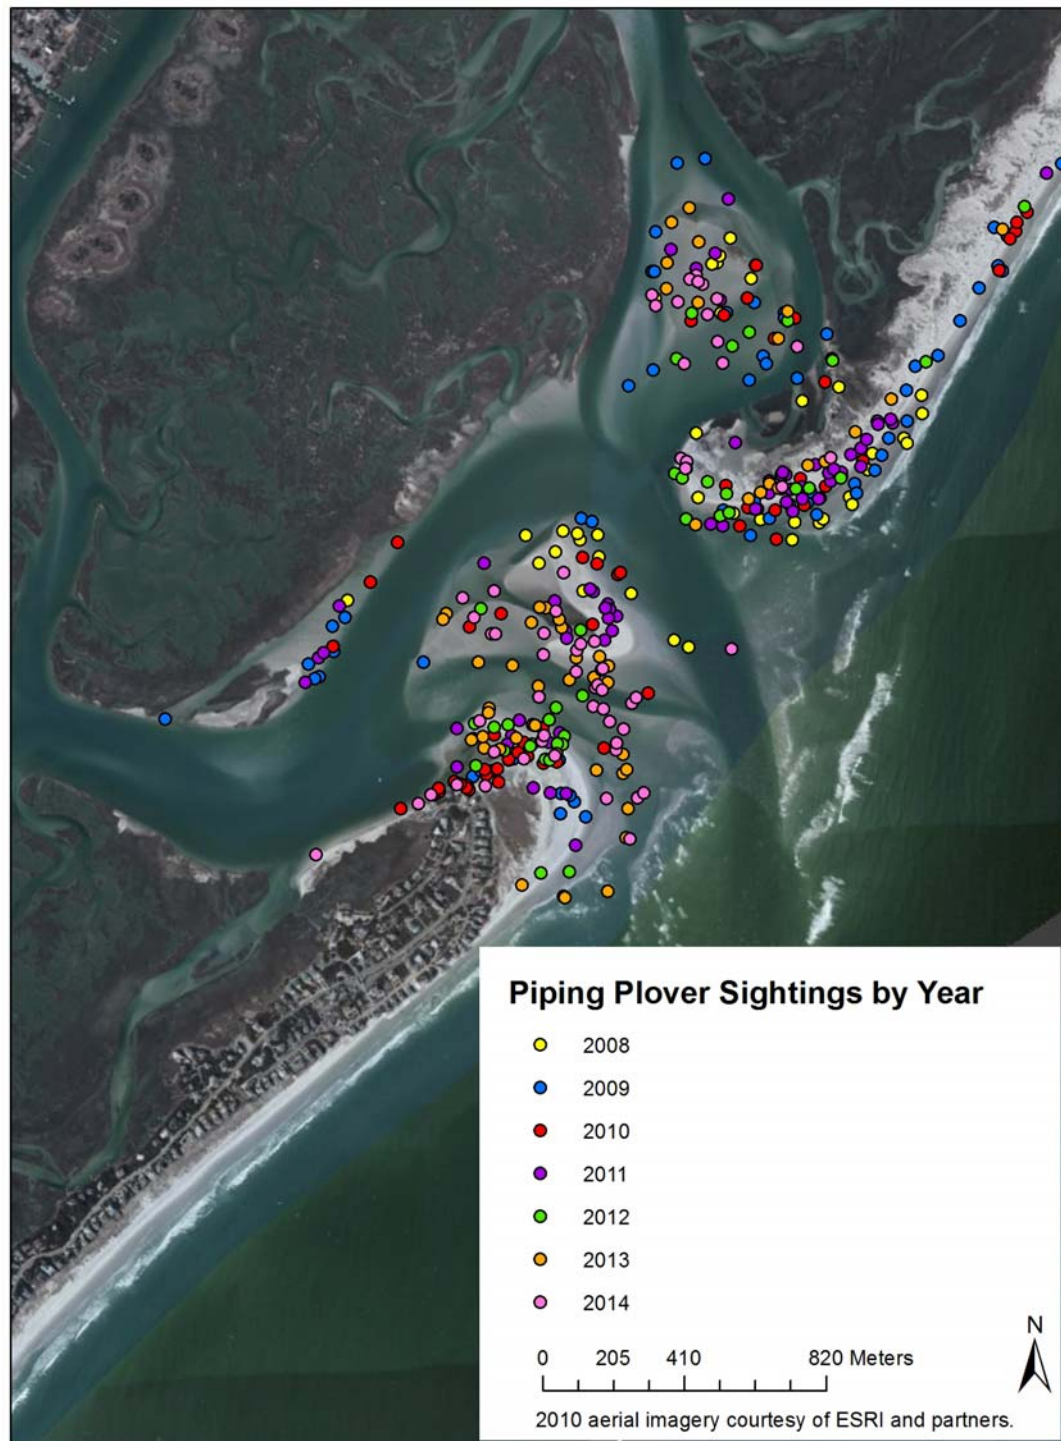 Piping Plover Sightings by Year
2008
2009
2010
2011
2012
2013
2014
N
0 205 410 820 Meters
2010 aerial imagery courtesy of ESRI and partners.